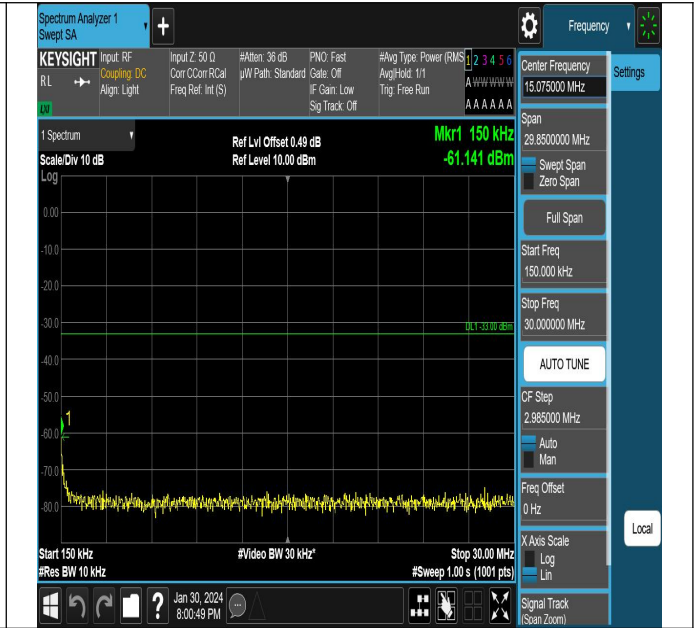 Spectrum Analyzer 1
Swept SA
Frequency
KEYSIGHT
RL
LXI
Input: RF
Coupling: DC
Align: Light
Input Z: 50 Ω
Corr CCorr RCal
Freq Ref: Int (S)
#Atten: 36 dB
µW Path: Standard
PNO: Fast
Gate: Off
IF Gain: Low
Sig Track: Off
#Avg Type: Power (RMS
Avg|Hold: 1/1
Trig: Free Run
1 2 3 4 5 6
A W W W W W
A A A A A A
1 Spectrum
Scale/Div 10 dB
Log
Ref Lvl Offset 0.49 dB
Ref Level 10.00 dBm
Mkr1 150 kHz
-61.141 dBm
0.00
-10.0
-20.0
-30.0
DL1 -33.00 dBm
-40.0
-50.0
1
-60.0
-70.0
-80.0
Start 150 kHz
#Res BW 10 kHz
#Video BW 30 kHz*
Stop 30.00 MHz
#Sweep 1.00 s (1001 pts)
?
Jan 30, 2024
8:00:49 PM
Center Frequency
15.075000 MHz
Settings
Span
29.8500000 MHz
Swept Span
Zero Span
Full Span
Start Freq
150.000 kHz
Stop Freq
30.000000 MHz
AUTO TUNE
CF Step
2.985000 MHz
Auto
Man
Freq Offset
0 Hz
Local
X Axis Scale
Log
Lin
Signal Track
(Span Zoom)